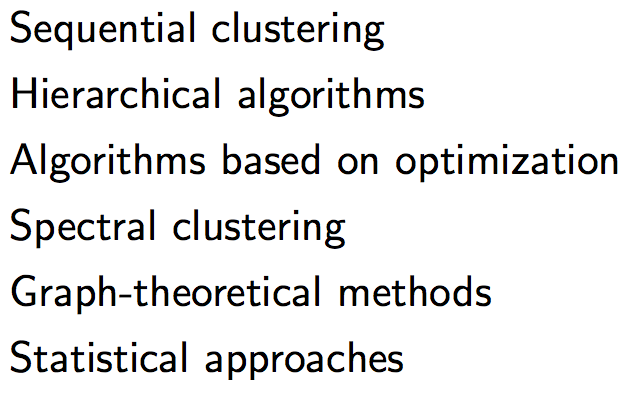 Sequential clustering
Hierarchical algorithms
Algorithms based on optimization
Spectral clustering
Graph-theoretical methods
Statistical approaches